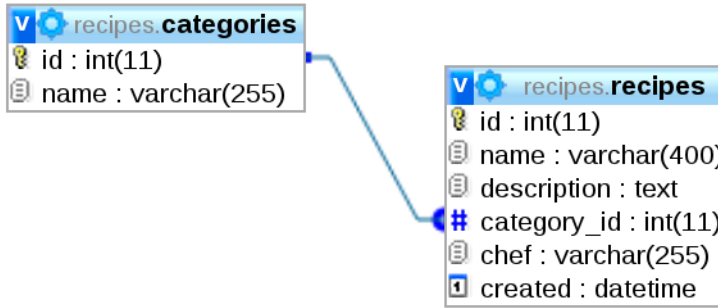 v recipes.categories
id : int(11)
name : varchar(255)
v recipes.recipes
id : int(11)
name : varchar(400)
description : text
# category_id : int(11)
chef : varchar(255)
1 created : datetime